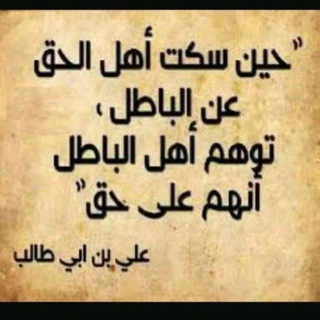 "حين سكت أهل الحق
عن الباطل ،
توهم أهل الباطل
أنهم على حق"
علي بن ابي طالب